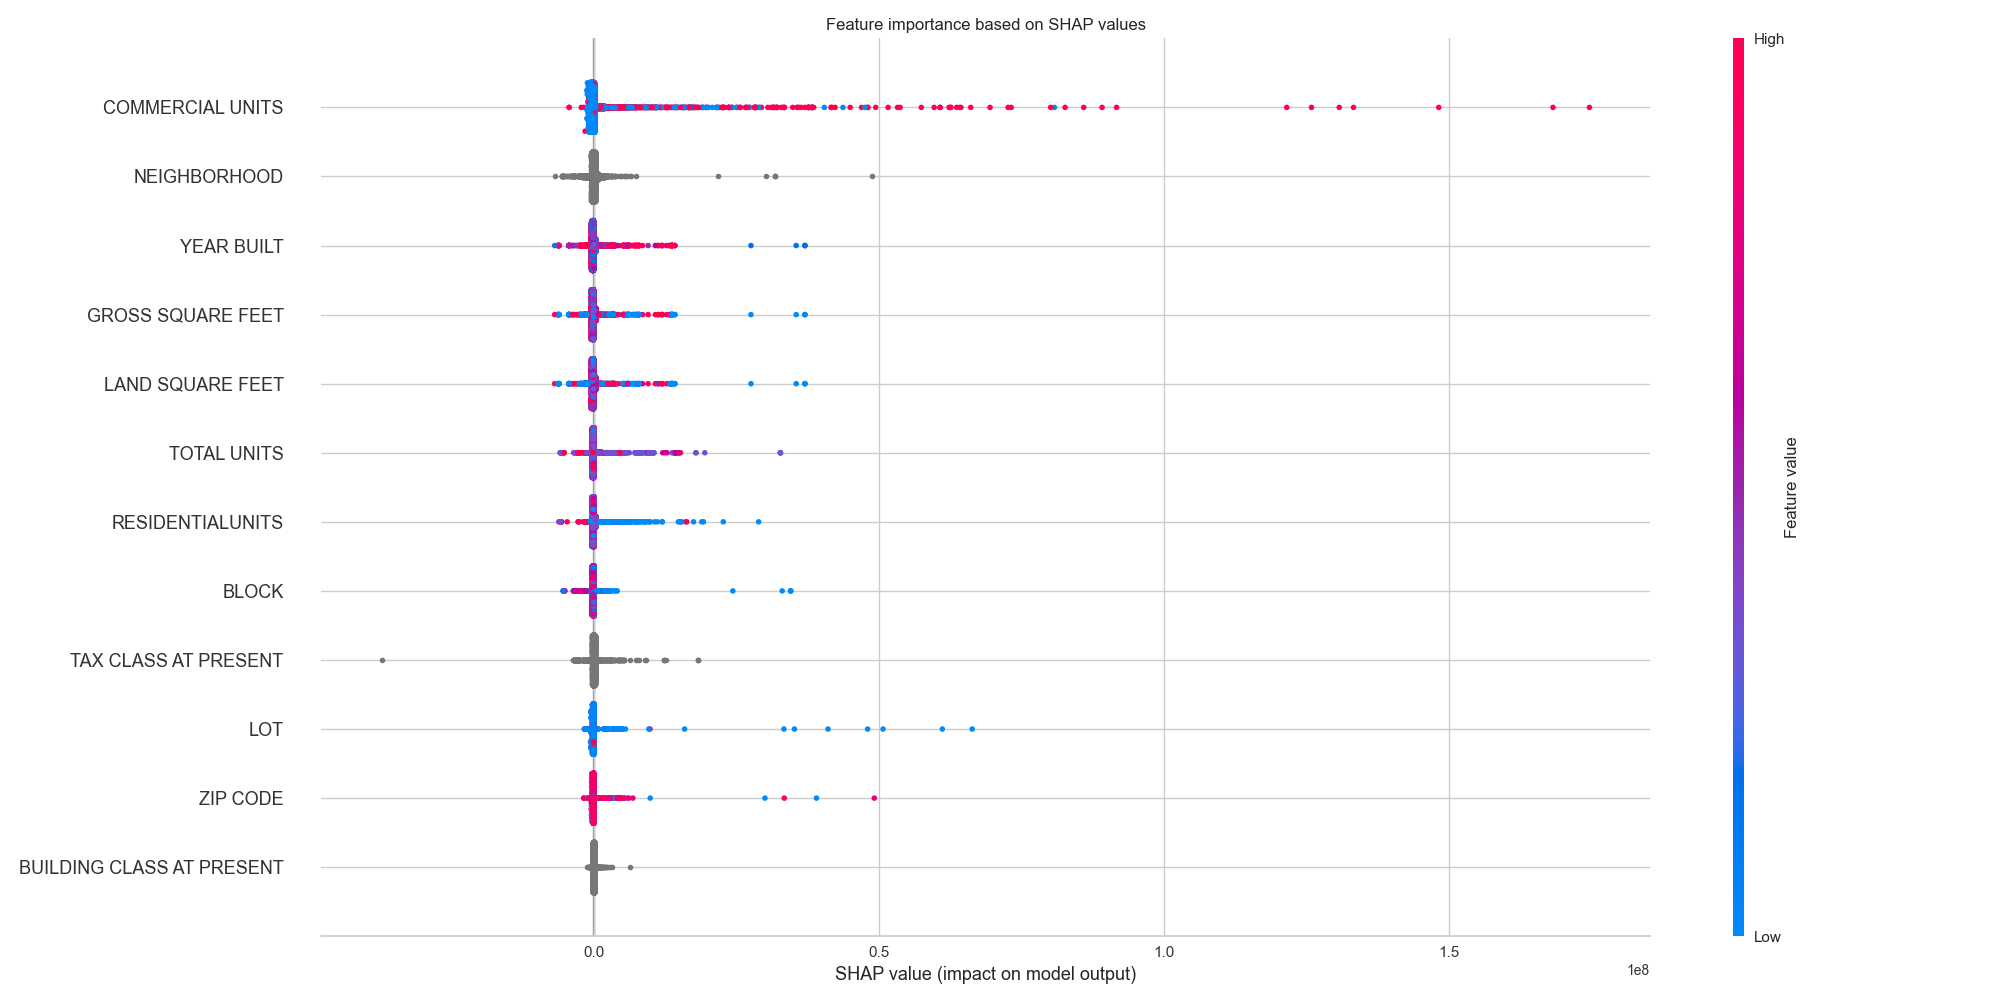 Feature importance based on SHAP values
High
COMMERCIAL UNITS
NEIGHBORHOOD
YEAR BUILT
GROSS SQUARE FEET
LAND SQUARE FEET
TOTAL UNITS
RESIDENTIALUNITS
BLOCK
TAX CLASS AT PRESENT
LOT
ZIP CODE
BUILDING CLASS AT PRESENT
Feature value
Low
0.0 0.5 1.0 1.5
1e8
SHAP value (impact on model output)